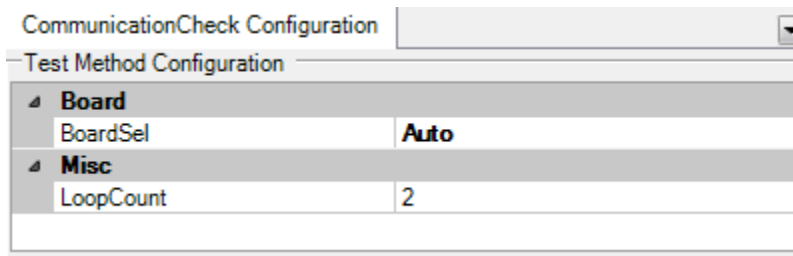 CommunicationCheck Configuration
Test Method Configuration
Board
BoardSel Auto
Misc
LoopCount 2